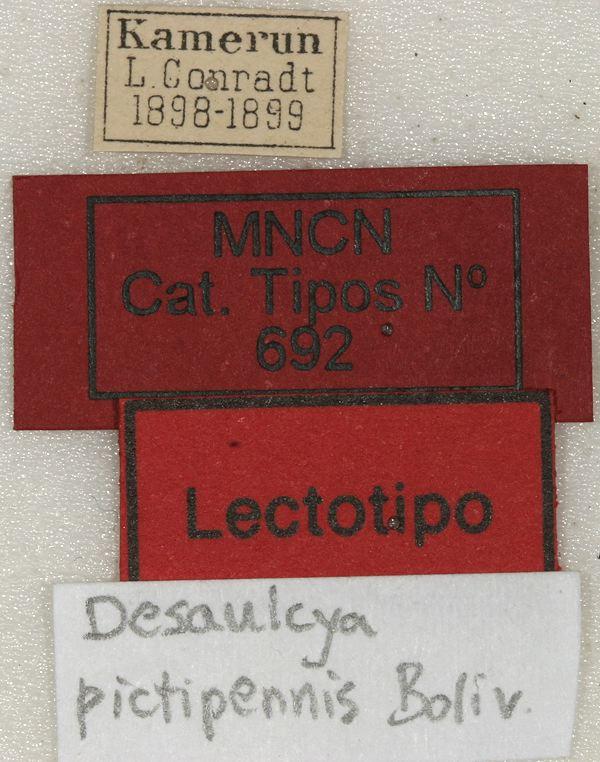 Kamerun
L. Conradt
1898-1899
MNCN
Cat. Tipos Nº
692
Lectotipo
Desaulcya
pictipennis Boliv.